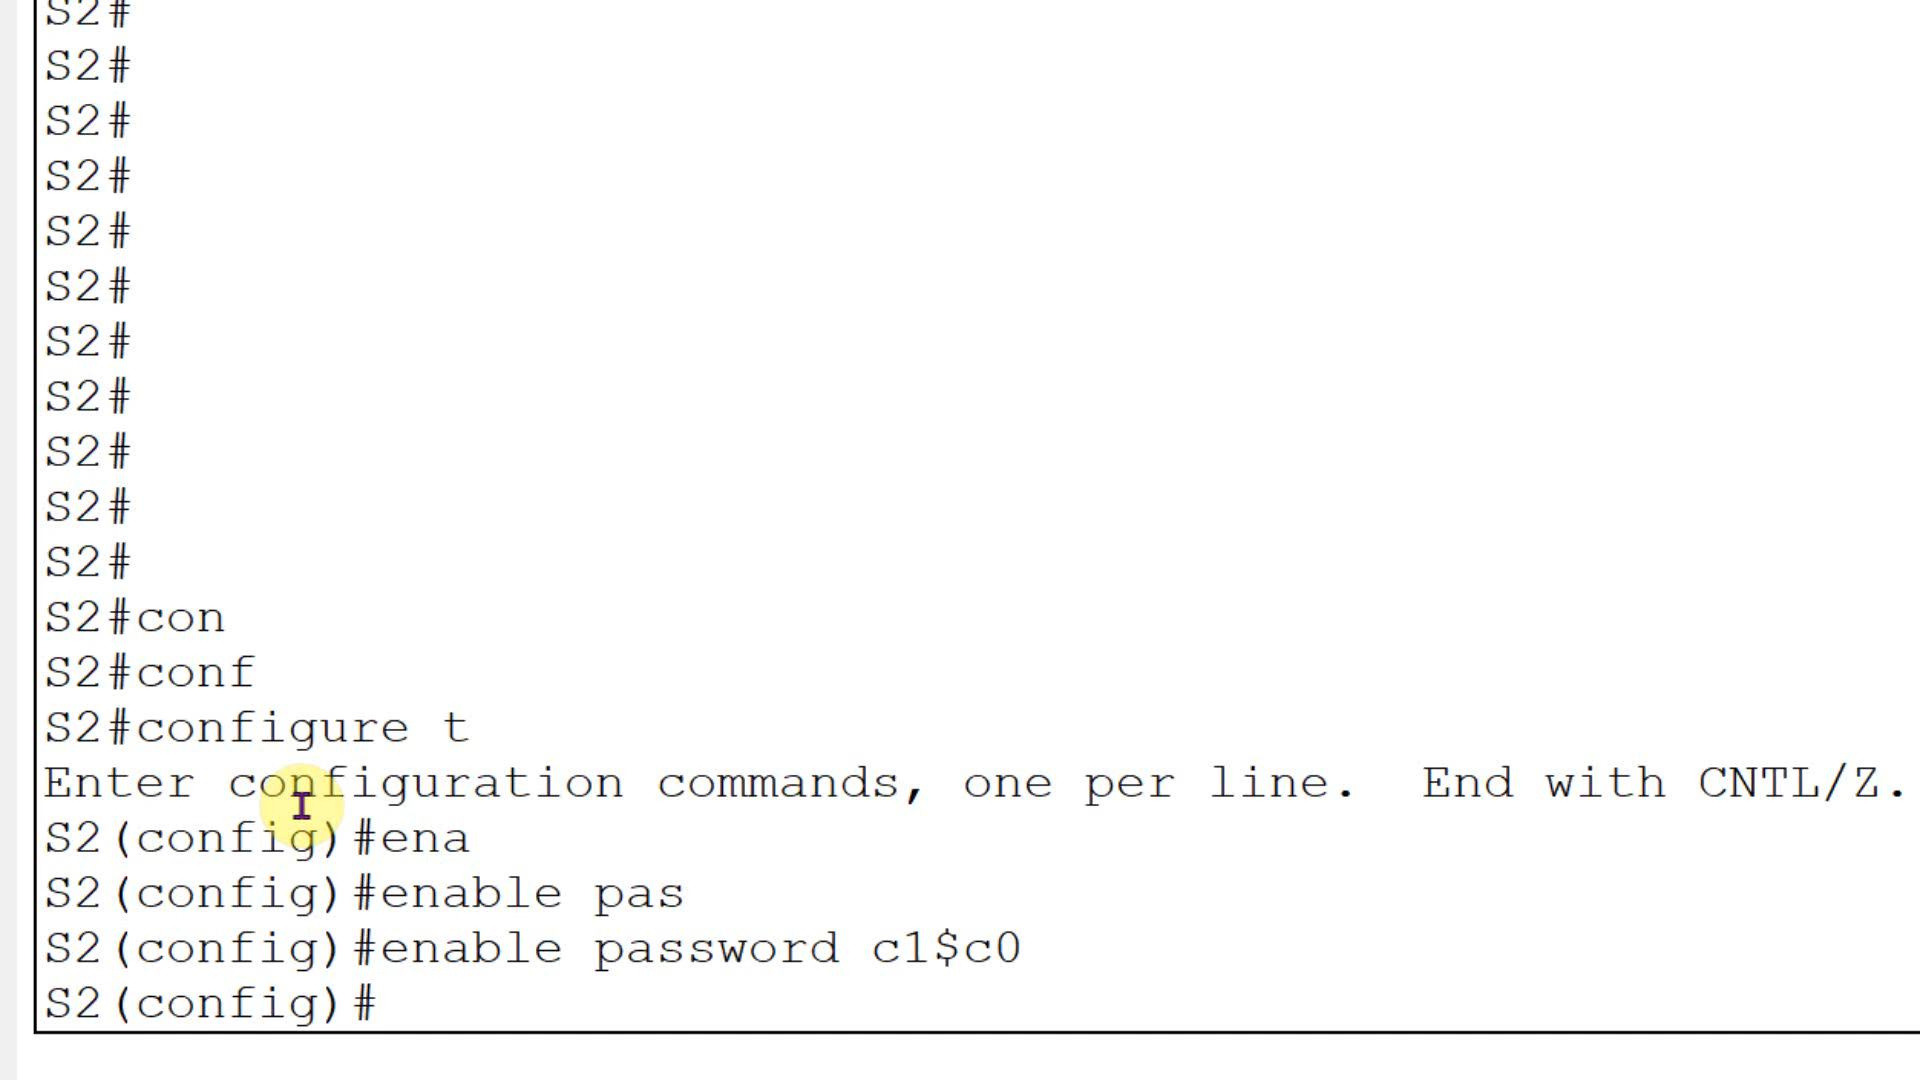 S2#
S2#
S2#
S2#
S2#
S2#
S2#
S2#
S2#
S2#
S2#
S2#con
S2#conf
S2#configure t
Enter configuration commands, one per line.  End with CNTL/Z.
S2(config)#ena
S2(config)#enable pas
S2(config)#enable password c1$c0
S2(config)#